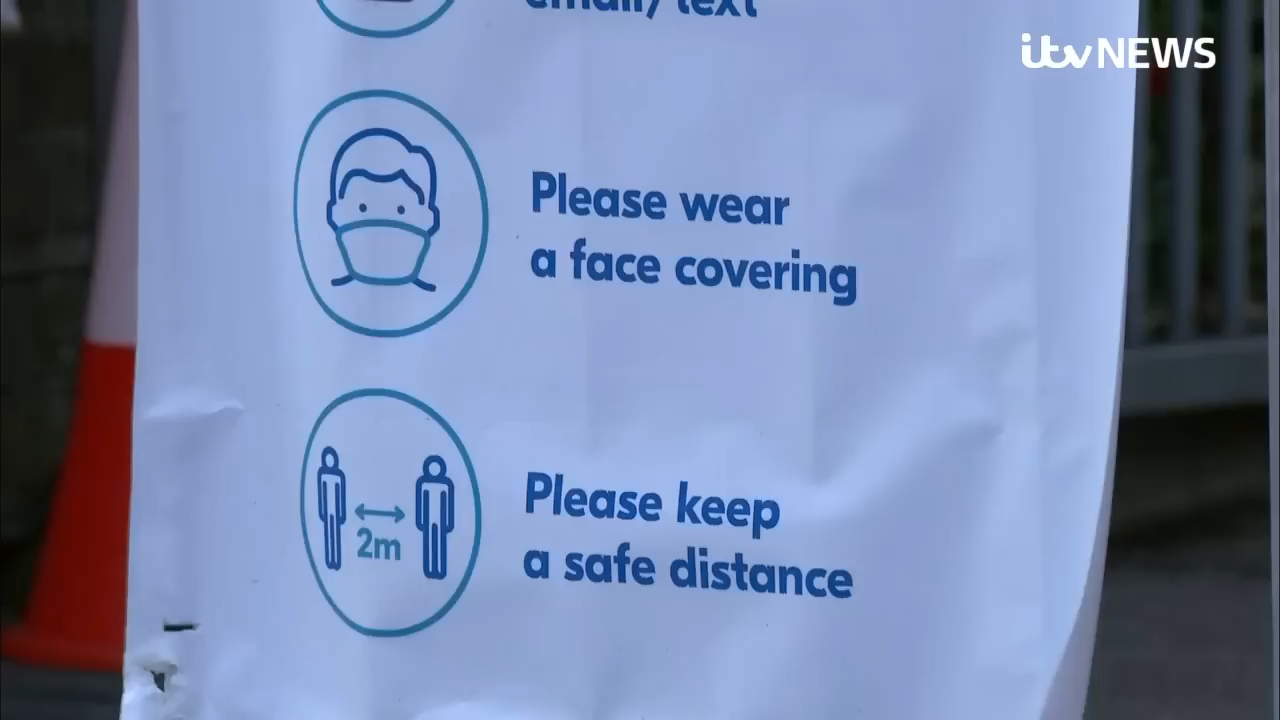 email/ text
itv NEWS
Please wear
a face covering
Please keep
a safe distance
2m